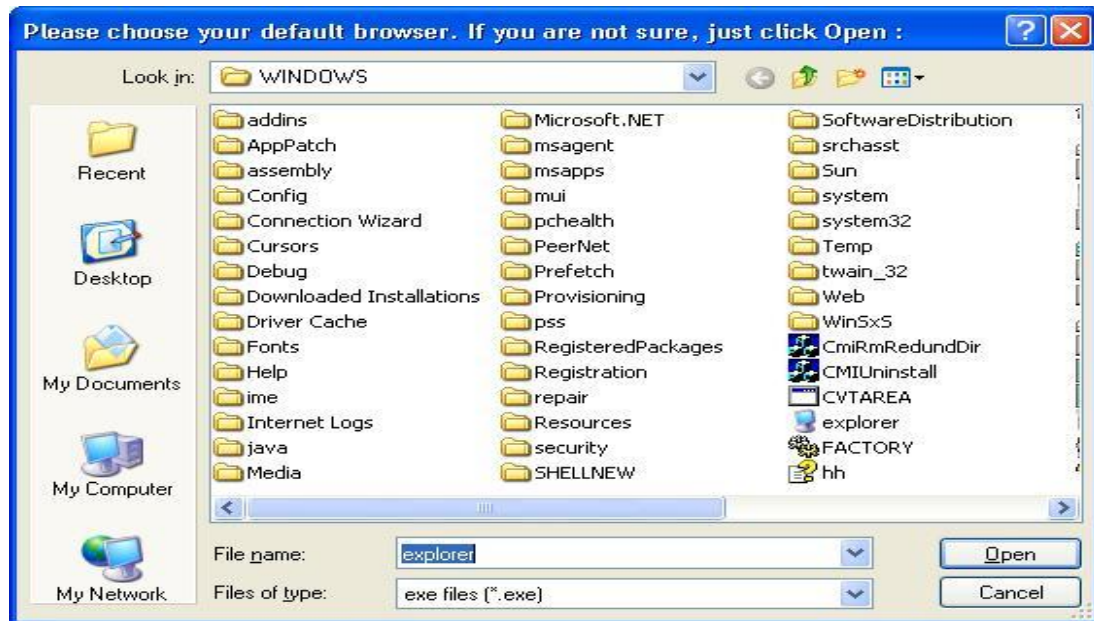 Please choose your default browser. If you are not sure, just click Open :
Look in: WINDOWS
Recent
Desktop
My Documents
My Computer
My Network
addins
AppPatch
assembly
Config
Connection Wizard
Cursors
Debug
Downloaded Installations
Driver Cache
Fonts
Help
ime
Internet Logs
java
Media
Microsoft.NET
msagent
msapps
mui
pchealth
PeerNet
Prefetch
Provisioning
pss
RegisteredPackages
Registration
repair
Resources
security
SHELLNEW
SoftwareDistribution
srchasst
Sun
system
system32
Temp
twain_32
Web
WinSxS
CmiRmRedundDir
CMIUninstall
CVTAREA
explorer
FACTORY
hh
File name: explorer
Open
Files of type: exe files (*.exe)
Cancel